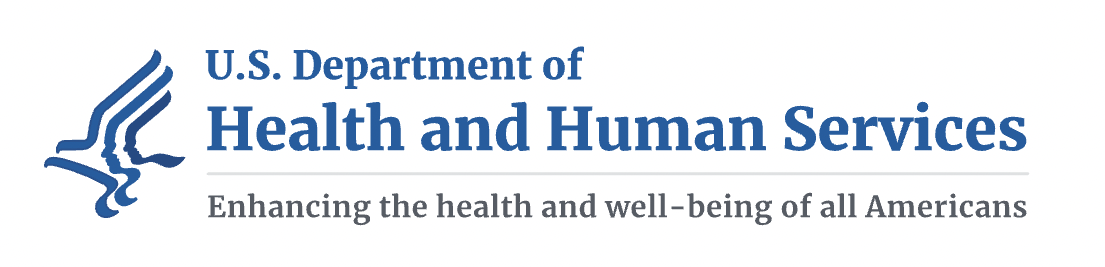 U.S. Department of
Health and Human Services
Enhancing the health and well-being of all Americans